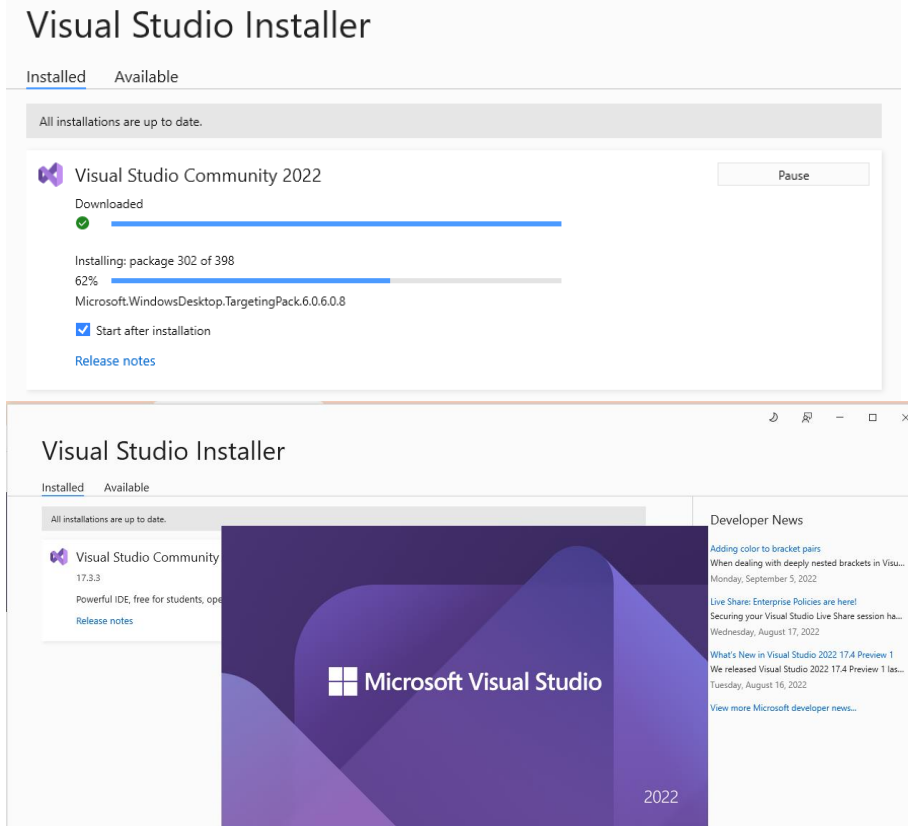 Visual Studio Installer
Installed Available
All installations are up to date.
Visual Studio Community 2022
Pause
Downloaded
Installing: package 302 of 398
62%
Microsoft.WindowsDesktop.TargetingPack.6.0.6.0.8
Start after installation
Release notes
Visual Studio Installer
Installed Available
All installations are up to date.
Visual Studio Community
17.3.3
Powerful IDE, free for students, ope
Release notes
Microsoft Visual Studio
2022
Developer News
Adding color to bracket pairs
When dealing with deeply nested brackets in Visu...
Monday, September 5, 2022
Live Share: Enterprise Policies are here!
Securing your Visual Studio Live Share session ha...
Wednesday, August 17, 2022
What's New in Visual Studio 2022 17.4 Preview 1
We released Visual Studio 2022 17.4 Preview 1 las...
Tuesday, August 16, 2022
View more Microsoft developer news...